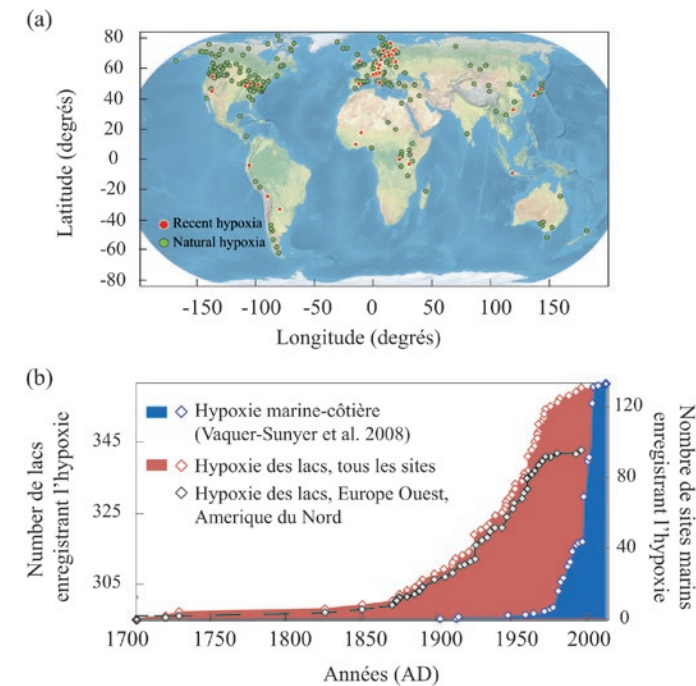 (a)
80
60
40
20
0
-20
-40
-60
-80
Latitude (degrés)
Recent hypoxia
Natural hypoxia
-150 -100 -50 0 50 100 150
Longitude (degrés)
(b)
Hypoxie marine-côtière
(Vaquer-Sunyer et al. 2008)
Hypoxie des lacs, tous les sites
Hypoxie des lacs, Europe Ouest,
Amerique du Nord
Number de lacs
enregistrant l’hypoxie
345
325
305
120
80
40
0
Nombre de sites marins
enregistrant l’hypoxie
1700 1750 1800 1850 1900 1950 2000
Années (AD)